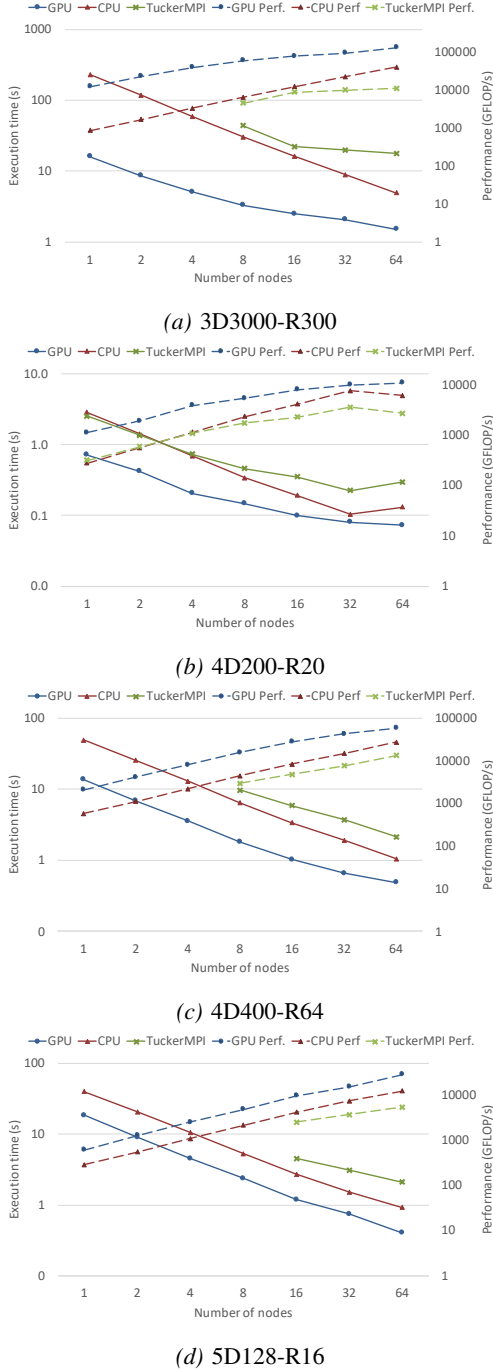 GPU CPU TuckerMPI -GPU Perf. -CPU Perf -TuckerMPI Perf.
1000
100
10
1
Execution time (s)
100000
10000
1000
100
10
1
Performance (GFLOP/s)
1 2 4 8 16 32 64
Number of nodes
(a) 3D3000-R300
GPU CPU TuckerMPI -GPU Perf. -CPU Perf -TuckerMPI Perf.
10.0
1.0
0.1
0.0
Execution time (s)
10000
1000
100
10
1
Performance (GFLOP/s)
1 2 4 8 16 32 64
Number of nodes
(b) 4D200-R20
GPU CPU TuckerMPI -GPU Perf. -CPU Perf -TuckerMPI Perf.
100
10
1
0
Execution time (s)
100000
10000
1000
100
10
1
Performance (GFLOP/s)
1 2 4 8 16 32 64
Number of nodes
(c) 4D400-R64
GPU CPU TuckerMPI -GPU Perf. -CPU Perf -TuckerMPI Perf.
100
10
1
0
Execution time (s)
10000
1000
100
10
1
Performance (GFLOP/s)
1 2 4 8 16 32 64
Number of nodes
(d) 5D128-R16